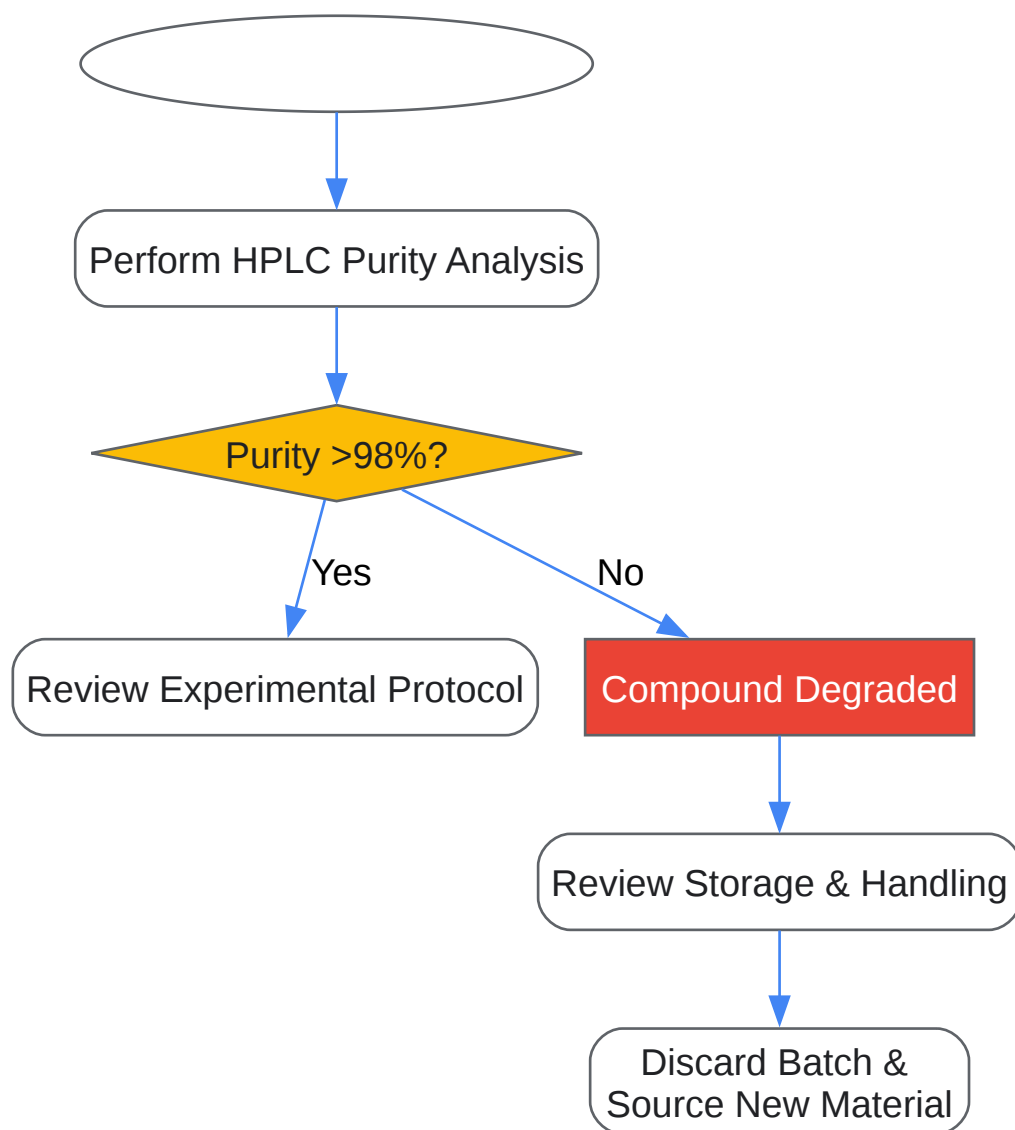 Perform HPLC Purity Analysis
Purity >98%?
Yes
No
Review Experimental Protocol
Compound Degraded
Review Storage & Handling
Discard Batch &
Source New Material